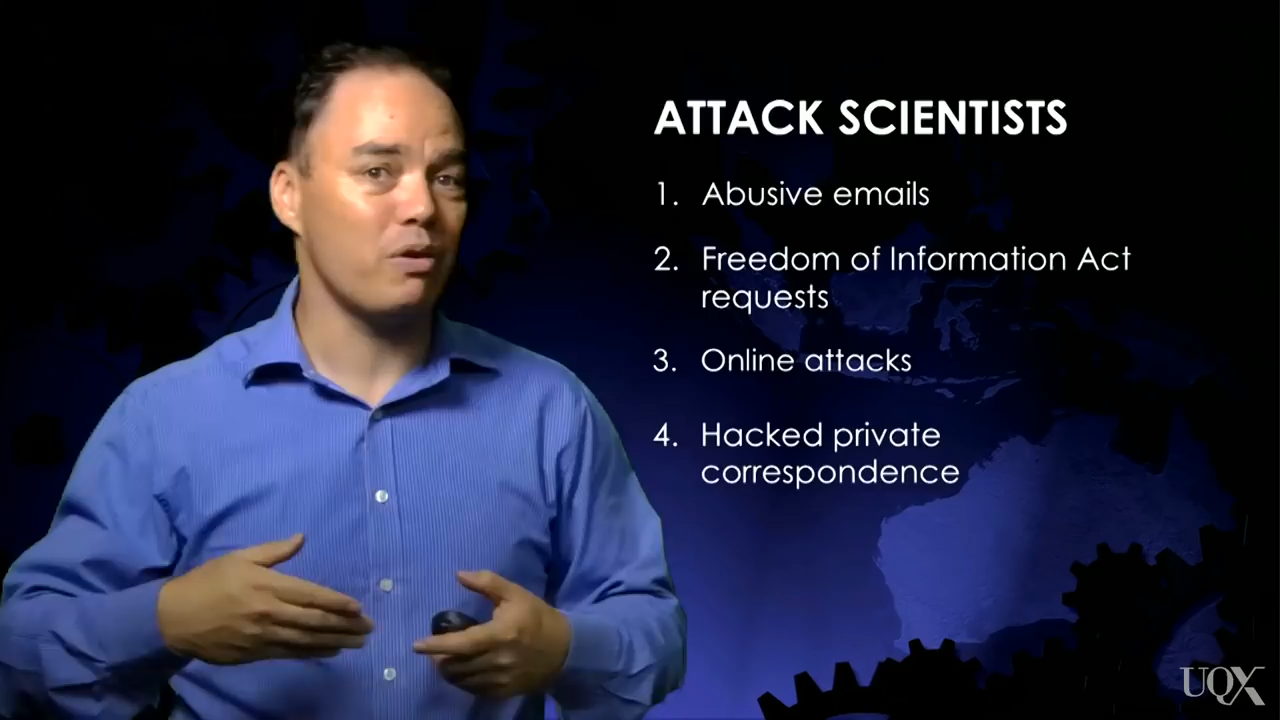 ATTACK SCIENTISTS
1. Abusive emails
2. Freedom of Information Act
requests
3. Online attacks
4. Hacked private
correspondence
UQX